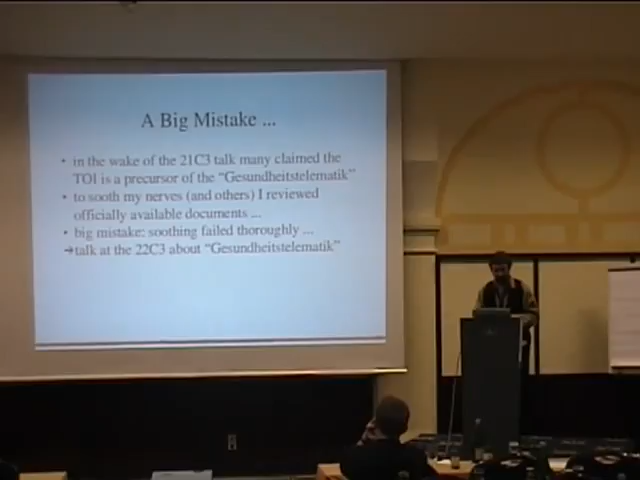 A Big Mistake ...
• in the wake of the 21C3 talk many claimed the
TOI is a precursor of the "Gesundheitstelematik"
• to sooth my nerves (and others) I reviewed
officially available documents ...
• big mistake: soothing failed thoroughly ...
➔talk at the 22C3 about "Gesundheitstelematik"